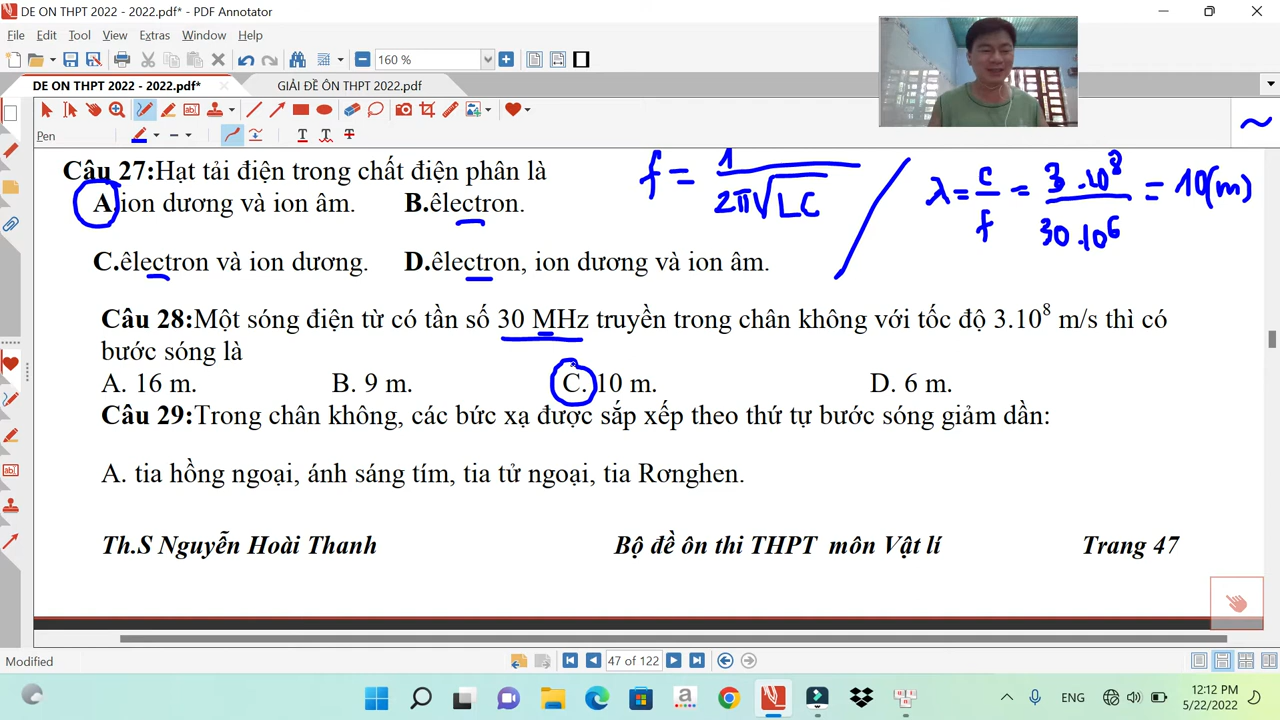 DE ON THPT 2022 - 2022.pdf* - PDF Annotator
File Edit Tool View Extras Window Help
160 %
DE ON THPT 2022 - 2022.pdf* GIẢI ĐỀ ÔN THPT 2022.pdf
Pen
Câu 27:Hạt tải điện trong chất điện phân là
A ion dương và ion âm. B.êlectron.
C.êlectron và ion dương. D.êlectron, ion dương và ion âm.
f = 1 / 2π√LC
λ = c/f = 3.10⁸ / 30.10⁶ = 10(m)
Câu 28:Một sóng điện từ có tần số 30 MHz truyền trong chân không với tốc độ 3.10⁸ m/s thì có
bước sóng là
A. 16 m. B. 9 m. C. 10 m. D. 6 m.
Câu 29:Trong chân không, các bức xạ được sắp xếp theo thứ tự bước sóng giảm dần:
A. tia hồng ngoại, ánh sáng tím, tia tử ngoại, tia Rơnghen.
Th.S Nguyễn Hoài Thanh Bộ đề ôn thi THPT môn Vật lí Trang 47
Modified 47 of 122
ENG 12:12 PM
5/22/2022